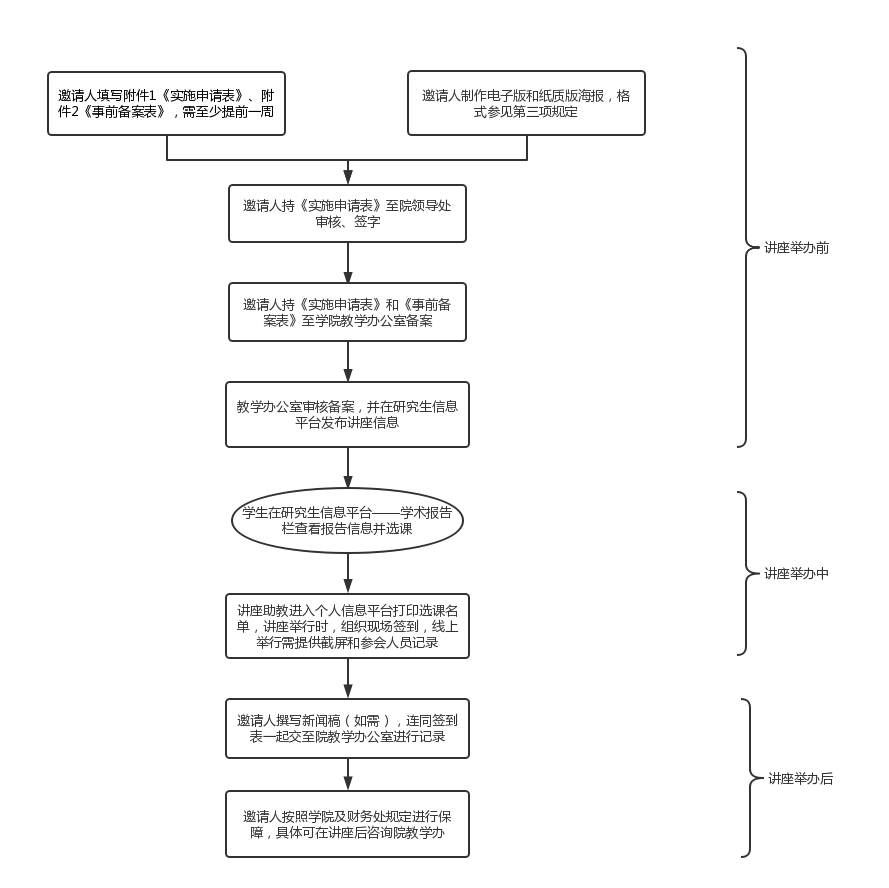 邀请人填写附件1《实施申请表》、附
件2《事前备案表》，需至少提前一周
邀请人制作电子版和纸质版海报，格
式参见第三项规定
邀请人持《实施申请表》至院领导处
审核、签字
邀请人持《实施申请表》和《事前备
案表》至学院教学办公室备案
教学办公室审核备案，并在研究生信息
平台发布讲座信息
讲座举办前
学生在研究生信息平台——学术报告
栏查看报告信息并选课
讲座助教进入个人信息平台打印选课名
单，讲座举行时，组织现场签到，线上
举行需提供截屏和参会人员记录
讲座举办中
邀请人撰写新闻稿（如需），连同签到
表一起交至院教学办公室进行记录
邀请人按照学院及财务处规定进行保
障，具体可在讲座后咨询院教学办
讲座举办后